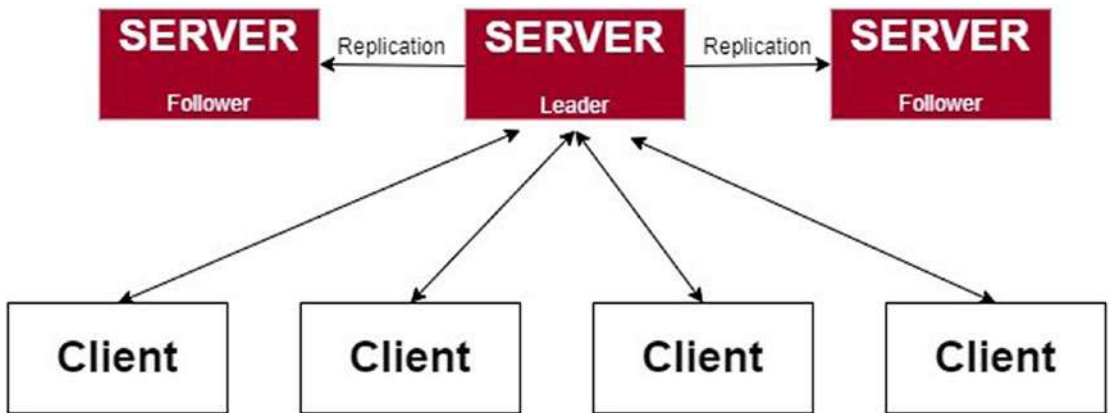 SERVER
Follower
Replication
SERVER
Leader
Replication
SERVER
Follower
Client
Client
Client
Client